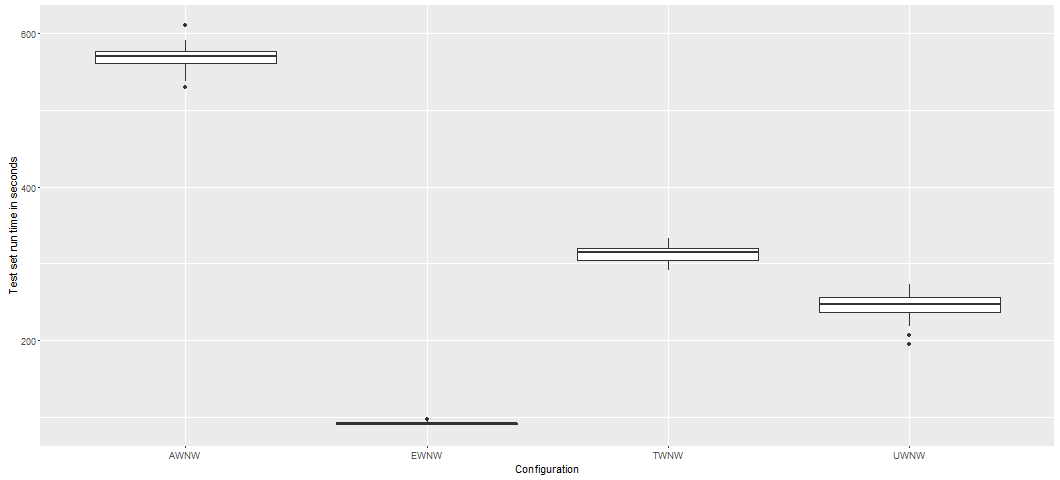 600
400
200
Test set run time in seconds
AWNW
EWNW
TWNW
UWNW
Configuration